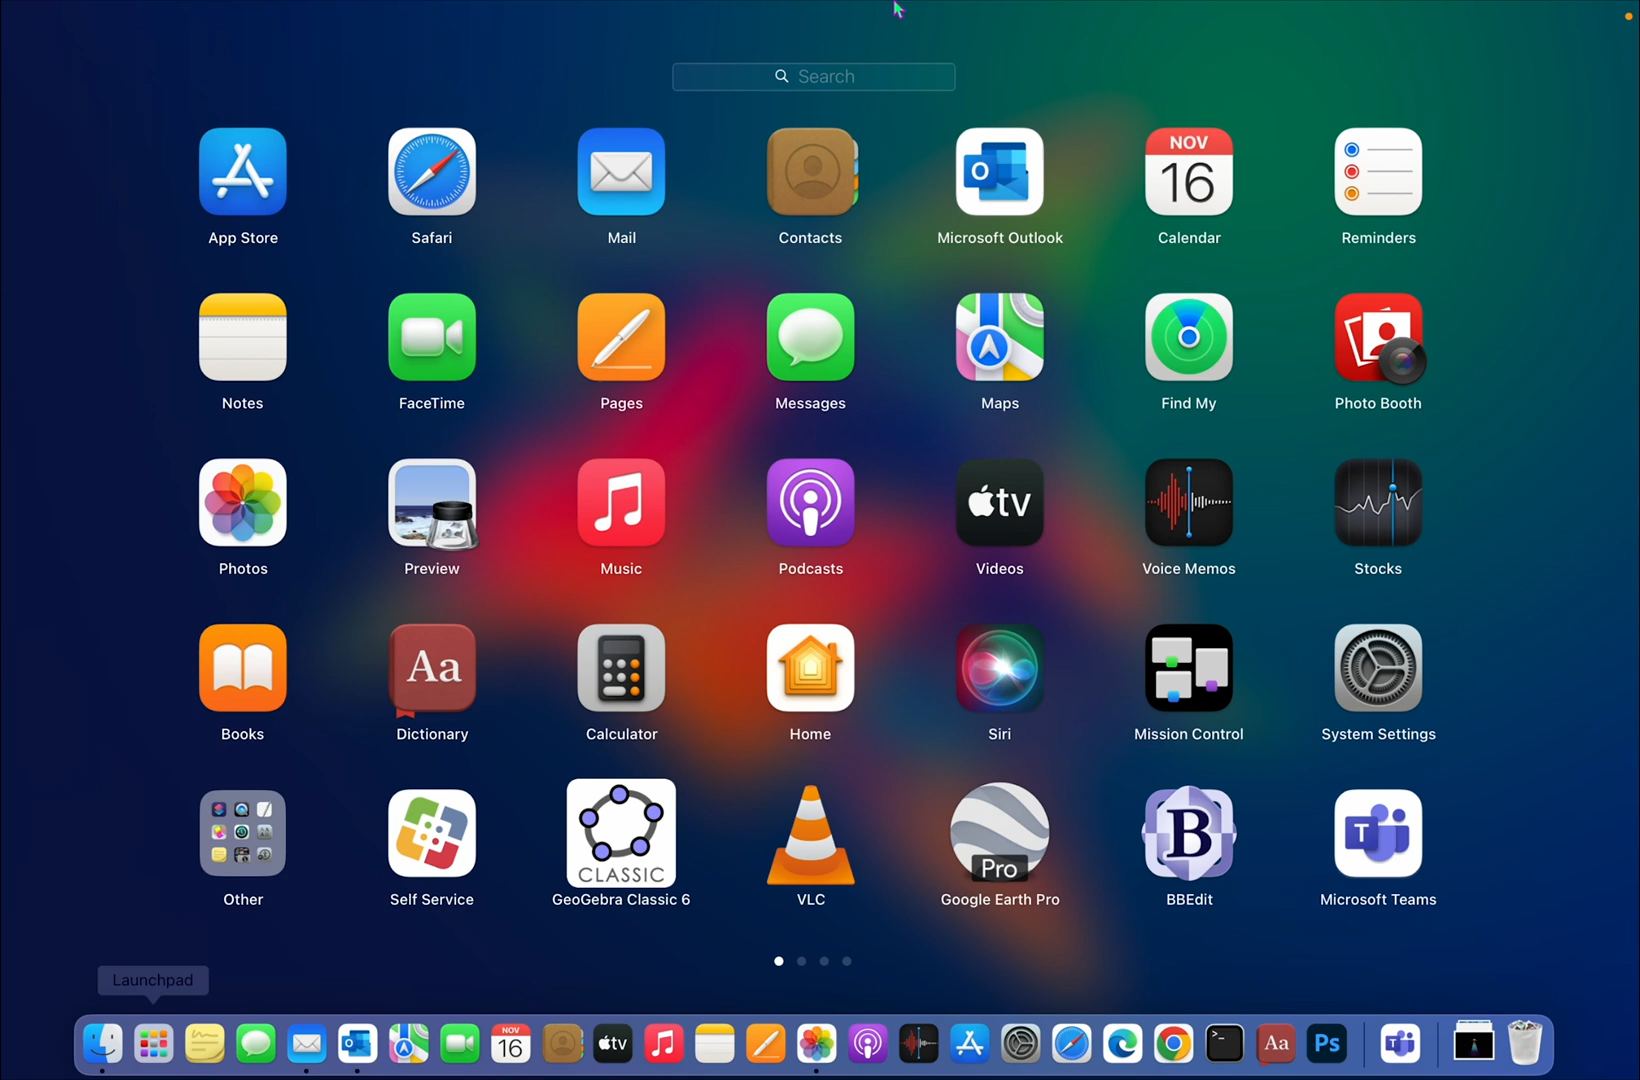 Search
NOV
16
App Store
Safari
Mail
Contacts
Microsoft Outlook
Calendar
Reminders
Notes
FaceTime
Pages
Messages
Maps
Find My
Photo Booth
tv
Photos
Preview
Music
Podcasts
Videos
Voice Memos
Stocks
Aa
Books
Dictionary
Calculator
Home
Siri
Mission Control
System Settings
CLASSIC
Pro
B
T
Other
Self Service
GeoGebra Classic 6
VLC
Google Earth Pro
BBEdit
Microsoft Teams
Launchpad
NOV
16
tv
Aa
Ps